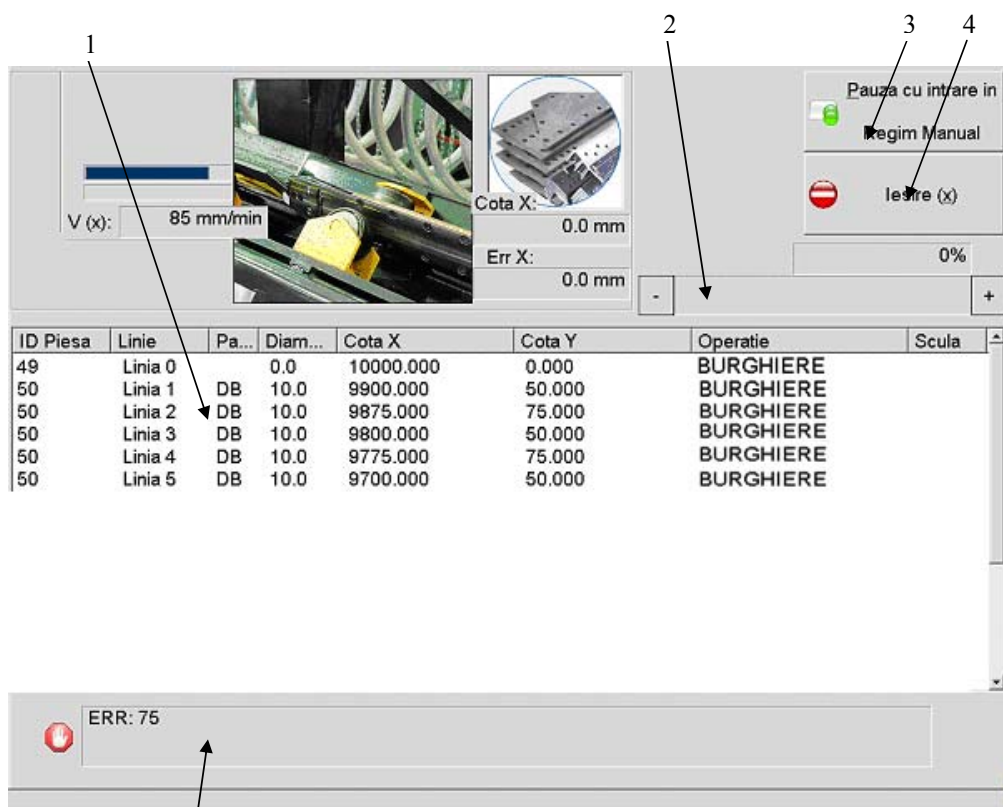 1 2 3 4
Pauza cu intrare in
Regim Manual
Iesire (x)
V (x): 85 mm/min
Cota X:
0.0 mm
Err X:
0.0 mm
0%
- +
ID Piesa Linie Pa... Diam... Cota X Cota Y Operatie Scula
49 Linia 0 0.0 10000.000 0.000 BURGHIERE
50 Linia 1 DB 10.0 9900.000 50.000 BURGHIERE
50 Linia 2 DB 10.0 9875.000 75.000 BURGHIERE
50 Linia 3 DB 10.0 9800.000 50.000 BURGHIERE
50 Linia 4 DB 10.0 9775.000 75.000 BURGHIERE
50 Linia 5 DB 10.0 9700.000 50.000 BURGHIERE
ERR: 75